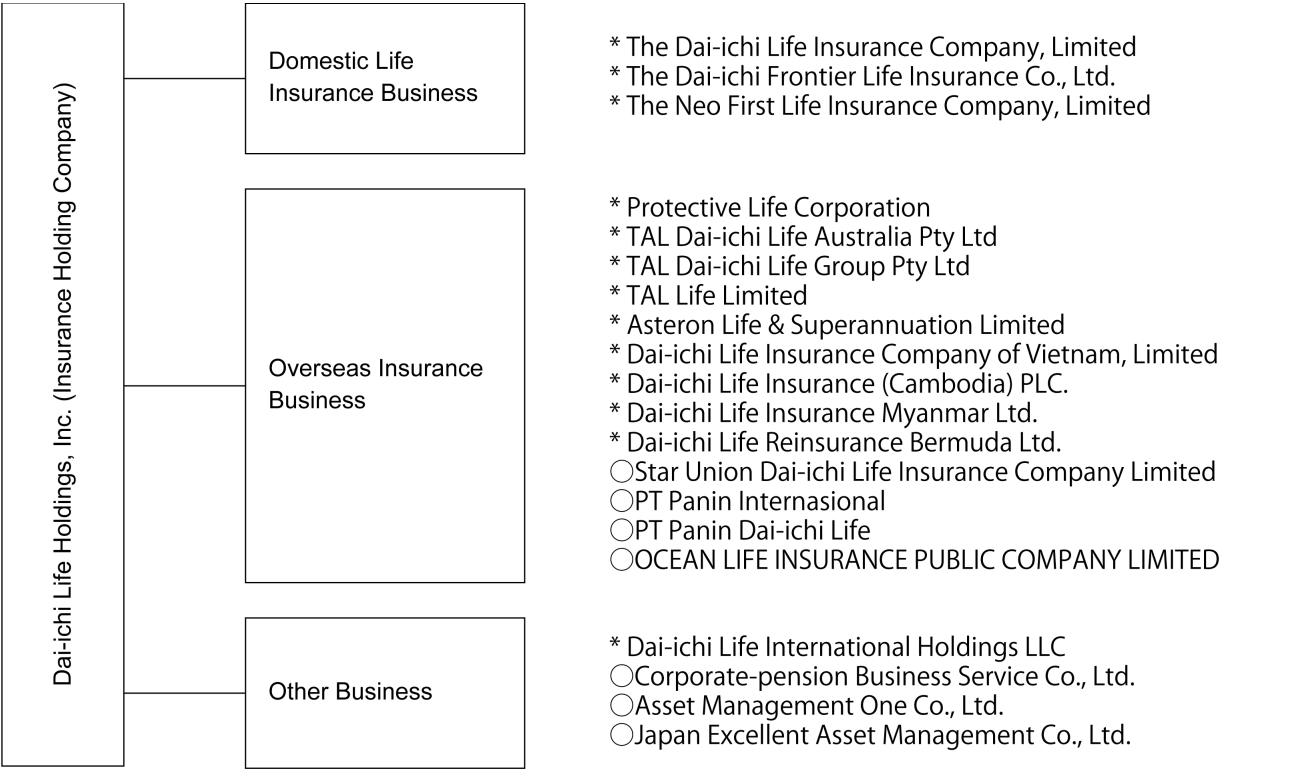 Dai-ichi Life Holdings, Inc. (Insurance Holding Company)
Domestic Life
Insurance Business
* The Dai-ichi Life Insurance Company, Limited
* The Dai-ichi Frontier Life Insurance Co., Ltd.
* The Neo First Life Insurance Company, Limited
Overseas Insurance
Business
* Protective Life Corporation
* TAL Dai-ichi Life Australia Pty Ltd
* TAL Dai-ichi Life Group Pty Ltd
* TAL Life Limited
* Asteron Life & Superannuation Limited
* Dai-ichi Life Insurance Company of Vietnam, Limited
* Dai-ichi Life Insurance (Cambodia) PLC.
* Dai-ichi Life Insurance Myanmar Ltd.
* Dai-ichi Life Reinsurance Bermuda Ltd.
○Star Union Dai-ichi Life Insurance Company Limited
○PT Panin Internasional
○PT Panin Dai-ichi Life
○OCEAN LIFE INSURANCE PUBLIC COMPANY LIMITED
Other Business
* Dai-ichi Life International Holdings LLC
○Corporate-pension Business Service Co., Ltd.
○Asset Management One Co., Ltd.
○Japan Excellent Asset Management Co., Ltd.